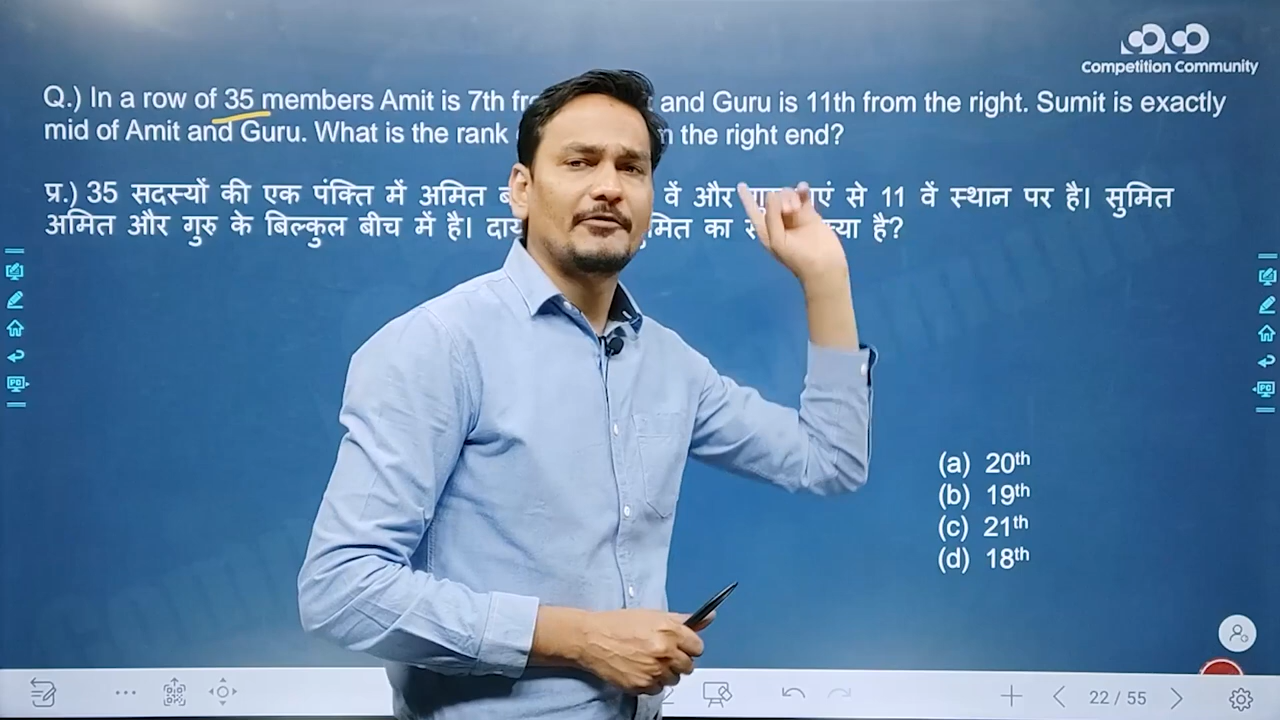 Competition Community
Q.) In a row of 35 members Amit is 7th and Guru is 11th from the right. Sumit is exactly
mid of Amit and Guru. What is the rank the right end?
प्र.) 35 सदस्यों की एक पंक्ति में अमित वें और से 11 वें स्थान पर है। सुमित
अमित और गुरु के बिल्कुल बीच में है। का है?
(a) 20th
(b) 19th
(c) 21th
(d) 18th
22 / 55